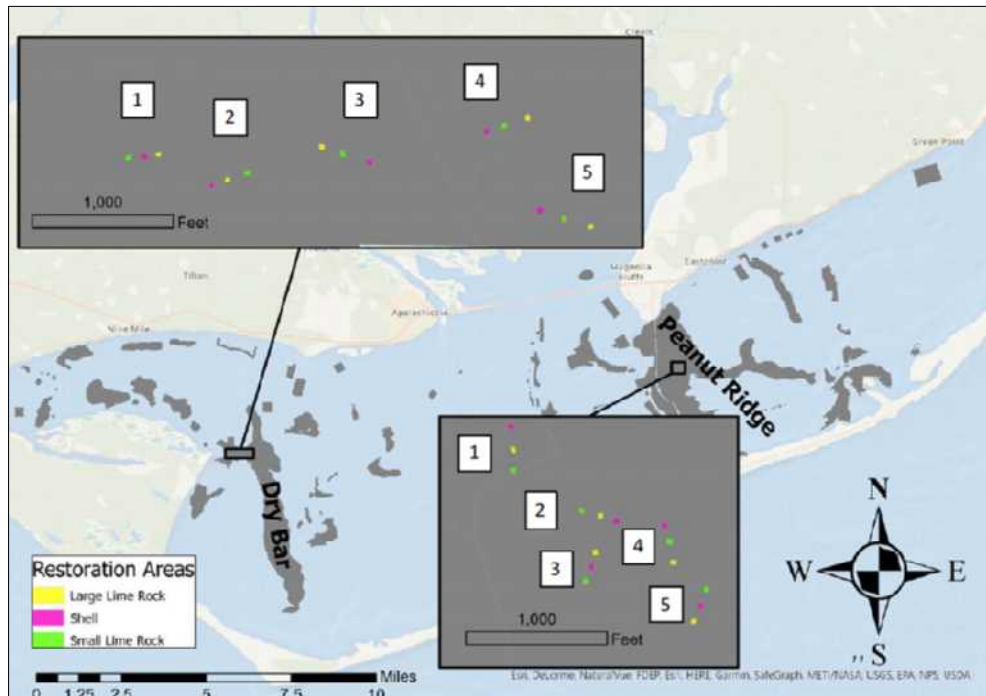 Creels
4
1
3
2
Green Point
5
1,000
Feet
Magnolia
Bluffs
Eastpoint
Tilton
Apalachicola
Nine Mile
Peanut Ridge
1
2
Dry Bar
4
3
5
N
W
E
S
Restoration Areas
Large Lime Rock
Shell
Small Lime Rock
1,000
Feet
Miles
0 1.25 2.5 5 7.5 10
Esri, DeLorme, NaturalVue, FDEP, Esri, HERE, Garmin, SafeGraph, METI/NASA, USGS, EPA, NPS, USDA